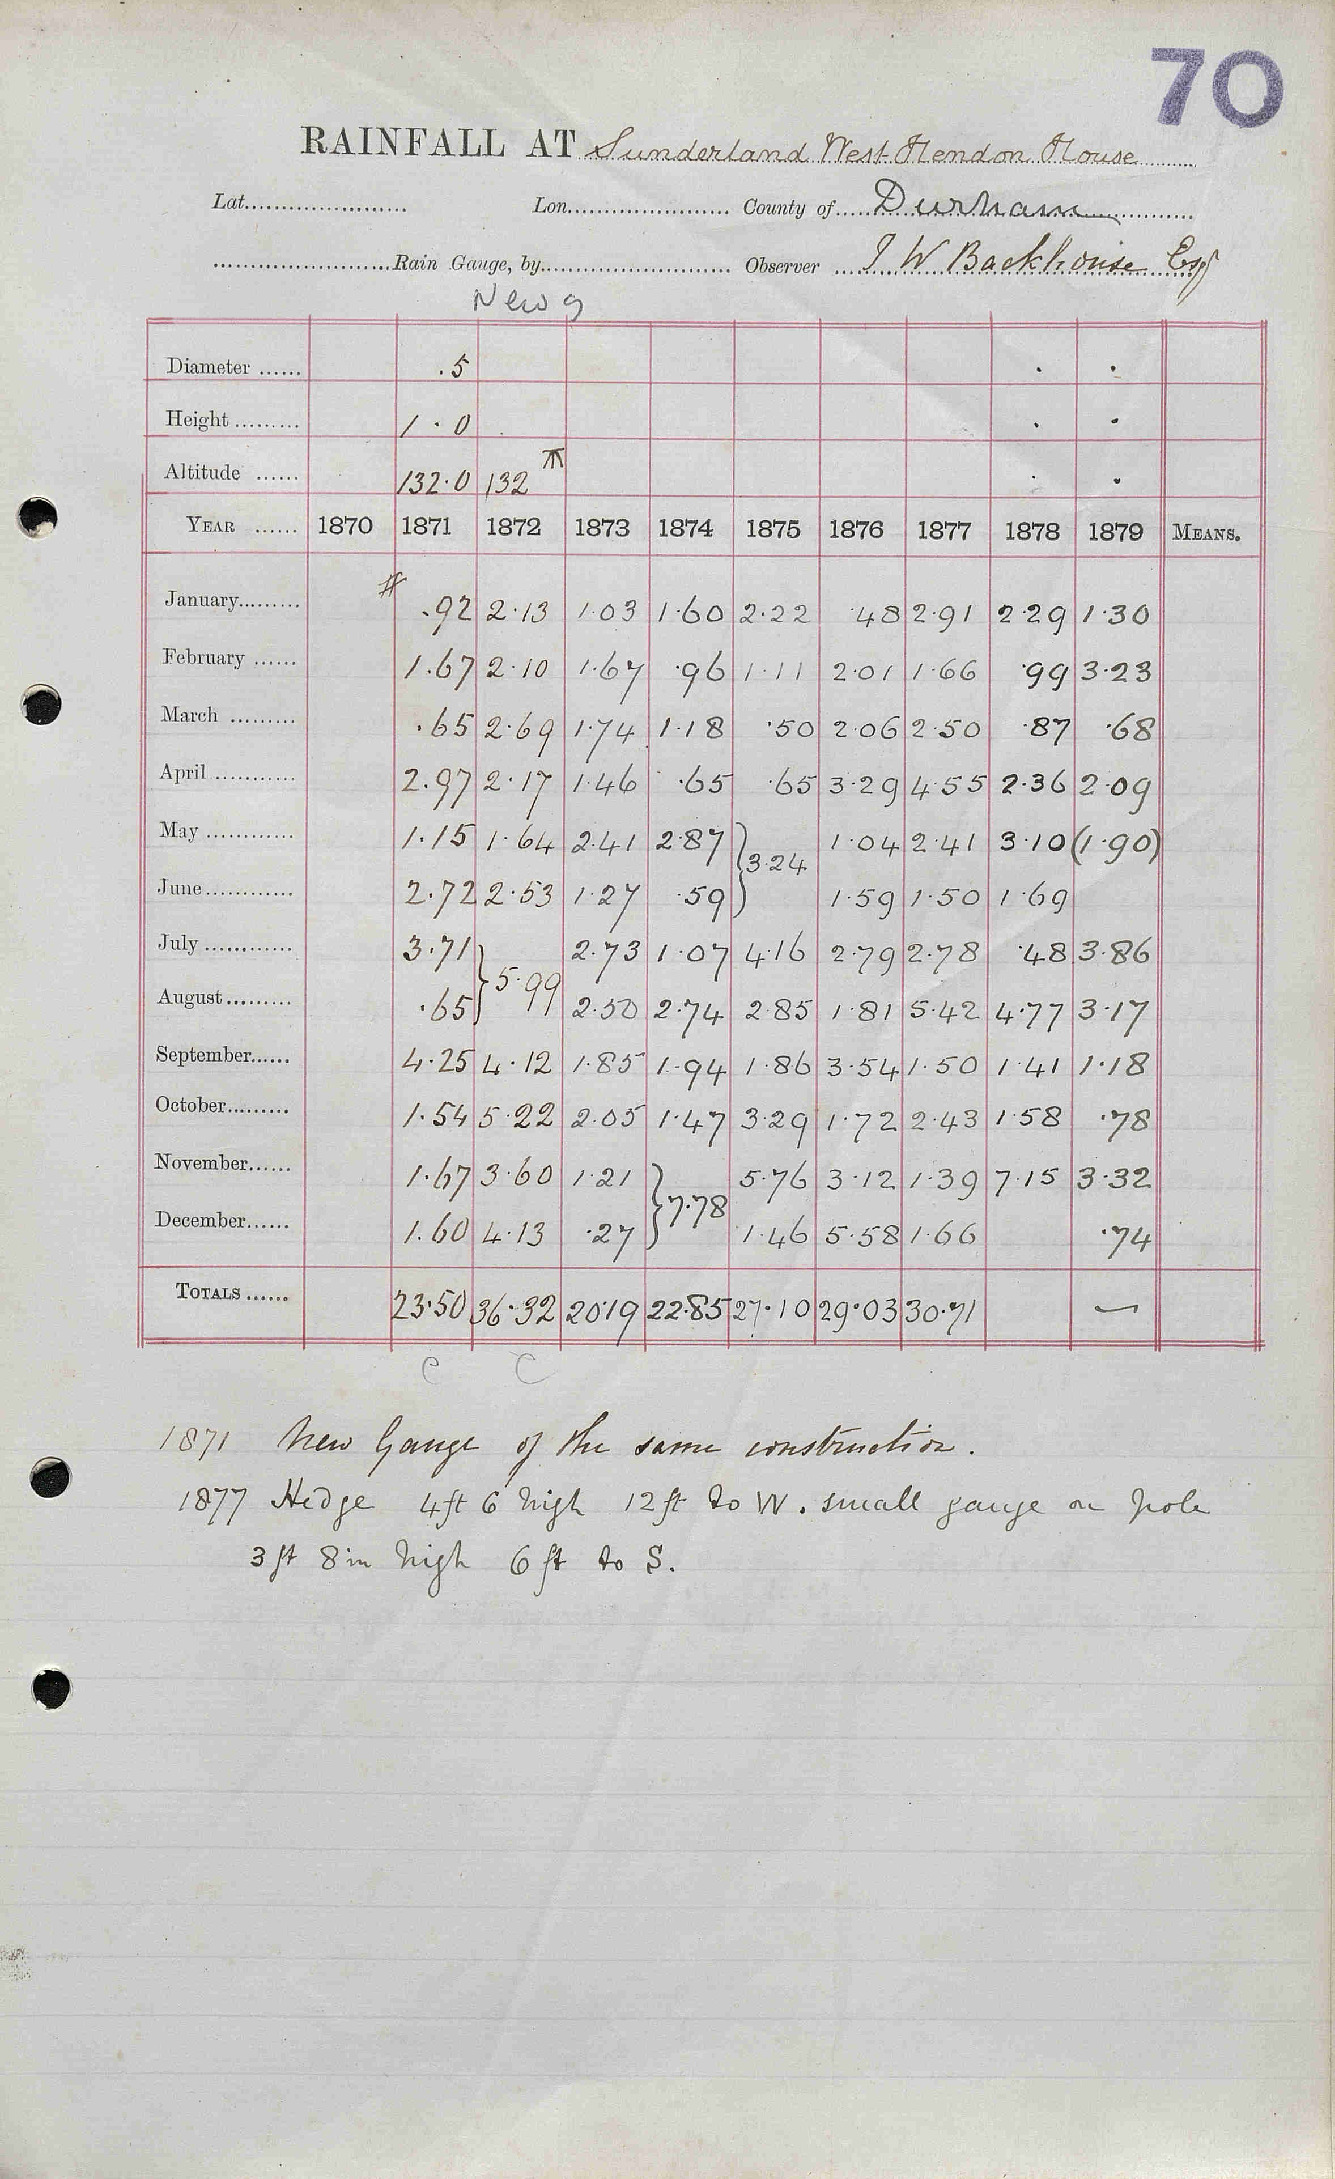 70
RAINFALL AT Sunderland West Hendon House
Lat. Lon. County of Durham
Rain Gauge, by Observer T W Backhouse Esq
New g
Diameter ...... .5 . .
Height ......... 1.0 . .
Altitude ...... 132.0 132 . .
YEAR ...... 1870 1871 1872 1873 1874 1875 1876 1877 1878 1879 MEANS.
January ......... # .92 2.13 1.03 1.60 2.22 .48 2.91 2.29 1.30
February ...... 1.67 2.10 1.67 .96 1.11 2.01 1.66 .99 3.23
March ......... .65 2.69 1.74 1.18 .50 2.06 2.50 .87 .68
April ............ 2.97 2.17 1.46 .65 .65 3.29 4.55 2.36 2.09
May ............ 1.15 1.64 2.41 2.87 } 3.24 1.04 2.41 3.10 (1.90)
June ............ 2.72 2.53 1.27 .59 1.59 1.50 1.69
July ............ 3.71 } 5.99 2.73 1.07 4.16 2.79 2.78 .48 3.86
August ......... .65 2.50 2.74 2.85 1.81 5.42 4.77 3.17
September...... 4.25 4.12 1.85 1.94 1.86 3.54 1.50 1.41 1.18
October ......... 1.54 5.22 2.05 1.47 3.29 1.72 2.43 1.58 .78
November...... 1.67 3.60 1.21 } 7.78 5.76 3.12 1.39 7.15 3.32
December ...... 1.60 4.13 .27 1.46 5.58 1.66 .74
TOTALS ...... 23.50 36.32 20.19 22.85 27.10 29.03 30.71 —
C C
1871 New Gauge of the same construction.
1877 Hedge 4ft 6 high 12ft to W. small gauge on pole
3ft 8in high 6ft to S.